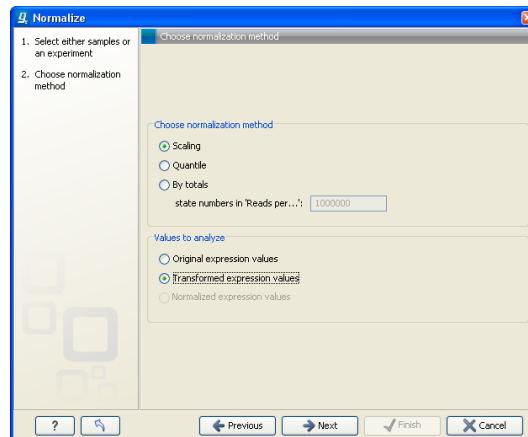 Normalize
1. Select either samples or
an experiment
2. Choose normalization
method
Choose normalization method
Choose normalization method
Scaling
Quantile
By totals
state numbers in 'Reads per...': 1000000
Values to analyze
Original expression values
Transformed expression values
Normalized expression values
? Previous Next Finish Cancel